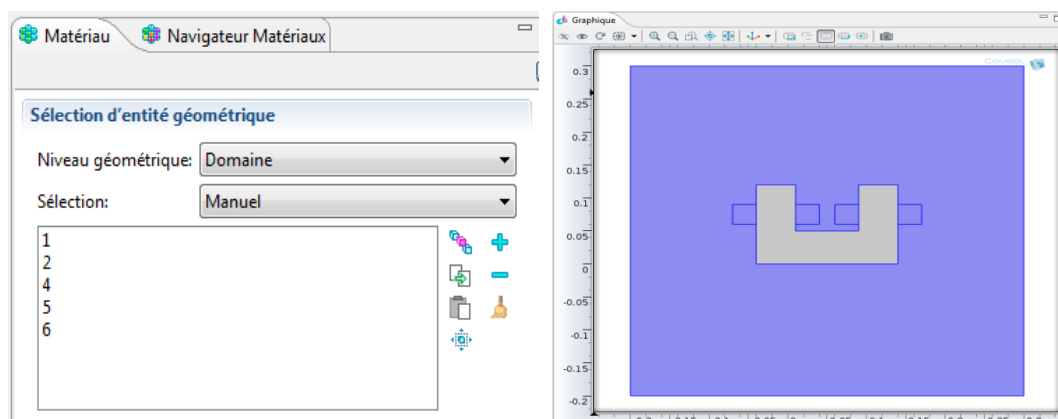 Matériau
Navigateur Matériaux
Sélection d'entité géométrique
Niveau géométrique: Domaine
Sélection: Manuel
1
2
4
5
6
Graphique
COMSOL
0.3
0.25
0.2
0.15
0.1
0.05
0
-0.05
-0.1
-0.15
-0.2